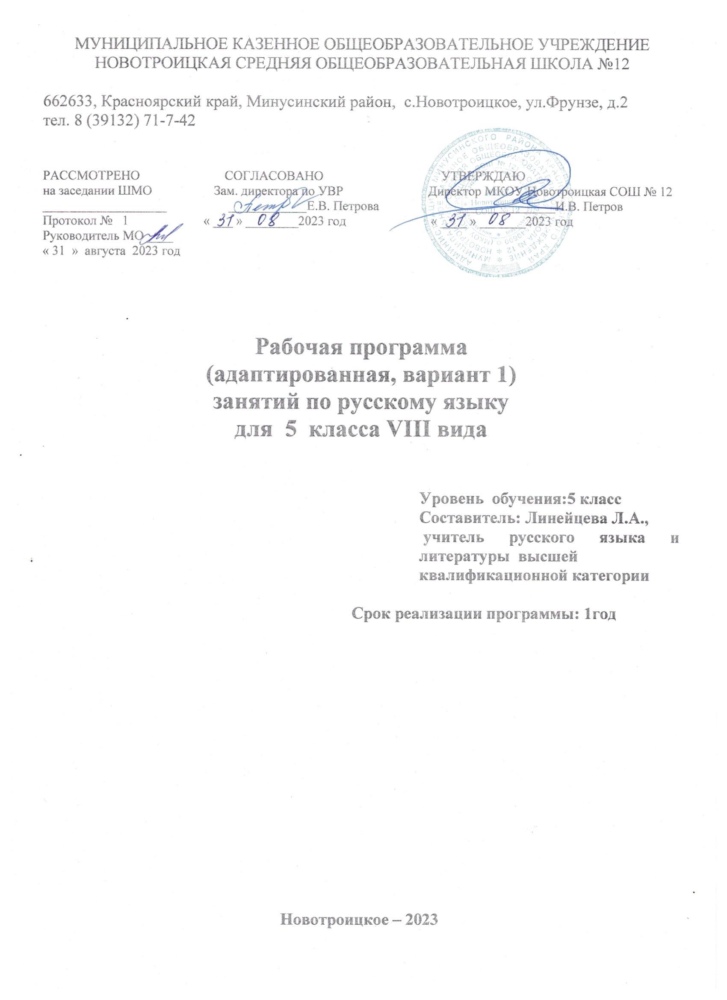 МУНИЦИПАЛЬНОЕ КАЗЕННОЕ ОБЩЕОБРАЗОВАТЕЛЬНОЕ УЧРЕЖДЕНИЕ
НОВОТРОИЦКАЯ СРЕДНЯЯ ОБЩЕОБРАЗОВАТЕЛЬНАЯ ШКОЛА №12
662633, Красноярский край, Минусинский район, с.Новотроицкое, ул.Фрунзе, д.2
тел. 8 (39132) 71-7-42
РАССМОТРЕНО
на заседании ШМО
Протокол № 1
Руководитель МО
« 31 » августа 2023 год
СОГЛАСОВАНО
Зам. директора по УВР
Е.В. Петрова
« 31 » 08 2023 год
УТВЕРЖДАЮ
Директор МКОУ Новотроицкая СОШ № 12
И.В. Петров
« 31 » 08 2023 год
Рабочая программа
(адаптированная, вариант 1)
занятий по русскому языку
для 5 класса VIII вида
Уровень обучения:5 класс
Составитель: Линейцева Л.А.,
учитель русского языка и
литературы высшей
квалификационной категории
Срок реализации программы: 1год
Новотроицкое – 2023